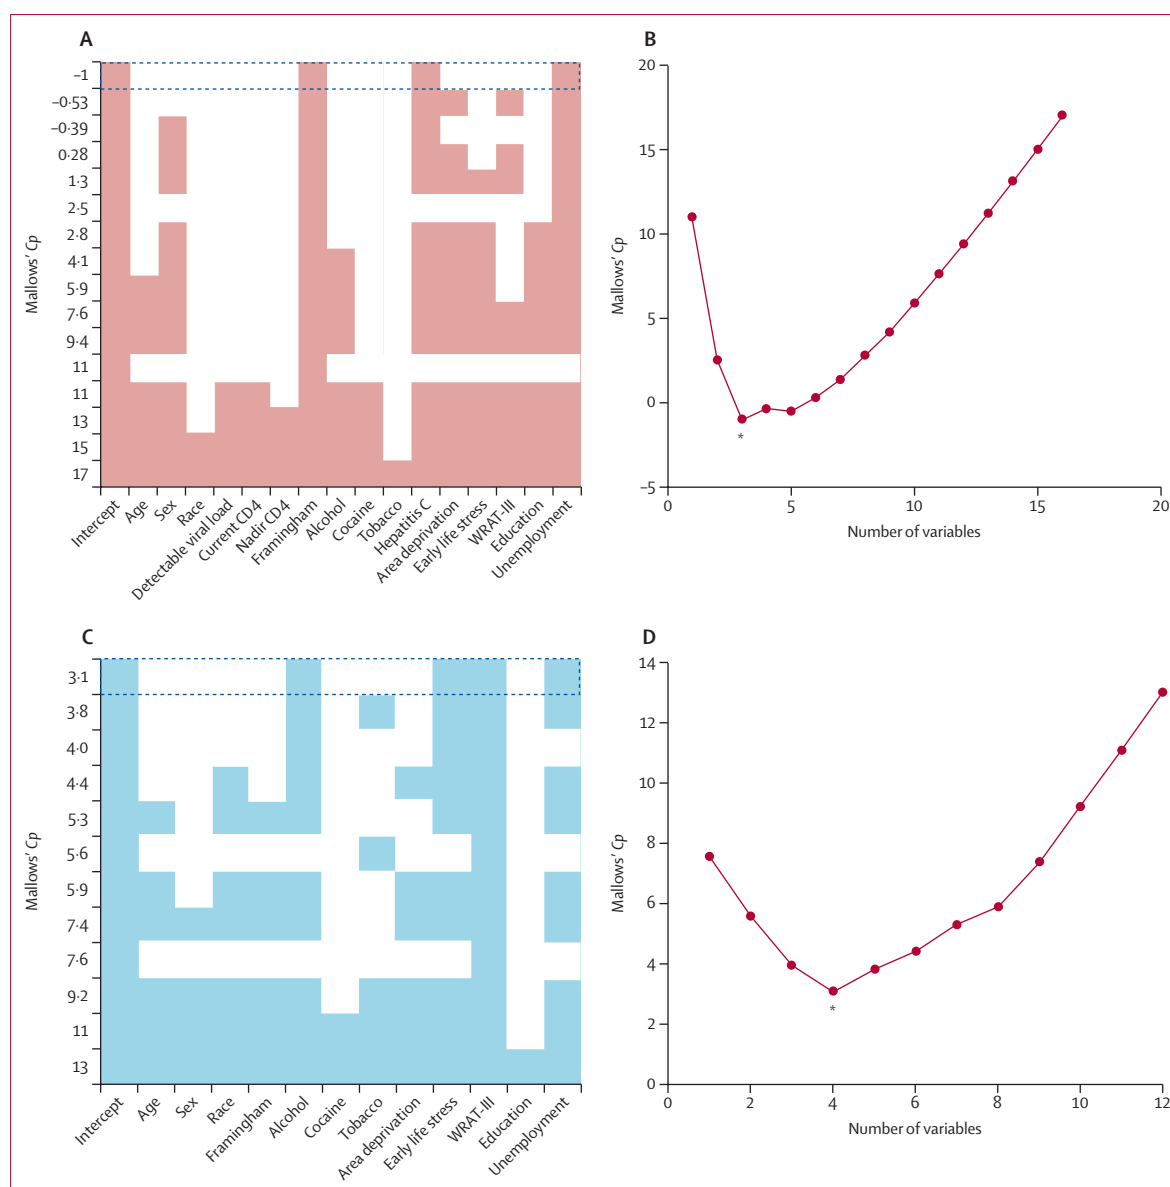 A
Mallows' Cp
–1
–0·53
–0·39
0·28
1·3
2·5
2·8
4·1
5·9
7·6
9·4
11
11
13
15
17
Intercept
Age
Sex
Race
Detectable viral load
Current CD4
Nadir CD4
Framingham
Alcohol
Cocaine
Tobacco
Hepatitis C
Area deprivation
Early life stress
WRAT-III
Education
Unemployment
B
Mallows' Cp
20
15
10
5
0
–5
0
5
10
15
20
Number of variables
*
C
Mallows' Cp
3·1
3·8
4·0
4·4
5·3
5·6
5·9
7·4
7·6
9·2
11
13
Intercept
Age
Sex
Race
Framingham
Alcohol
Cocaine
Tobacco
Area deprivation
Early life stress
WRAT-III
Education
Unemployment
D
Mallows' Cp
14
12
10
8
6
4
2
0
0
2
4
6
8
10
12
Number of variables
*